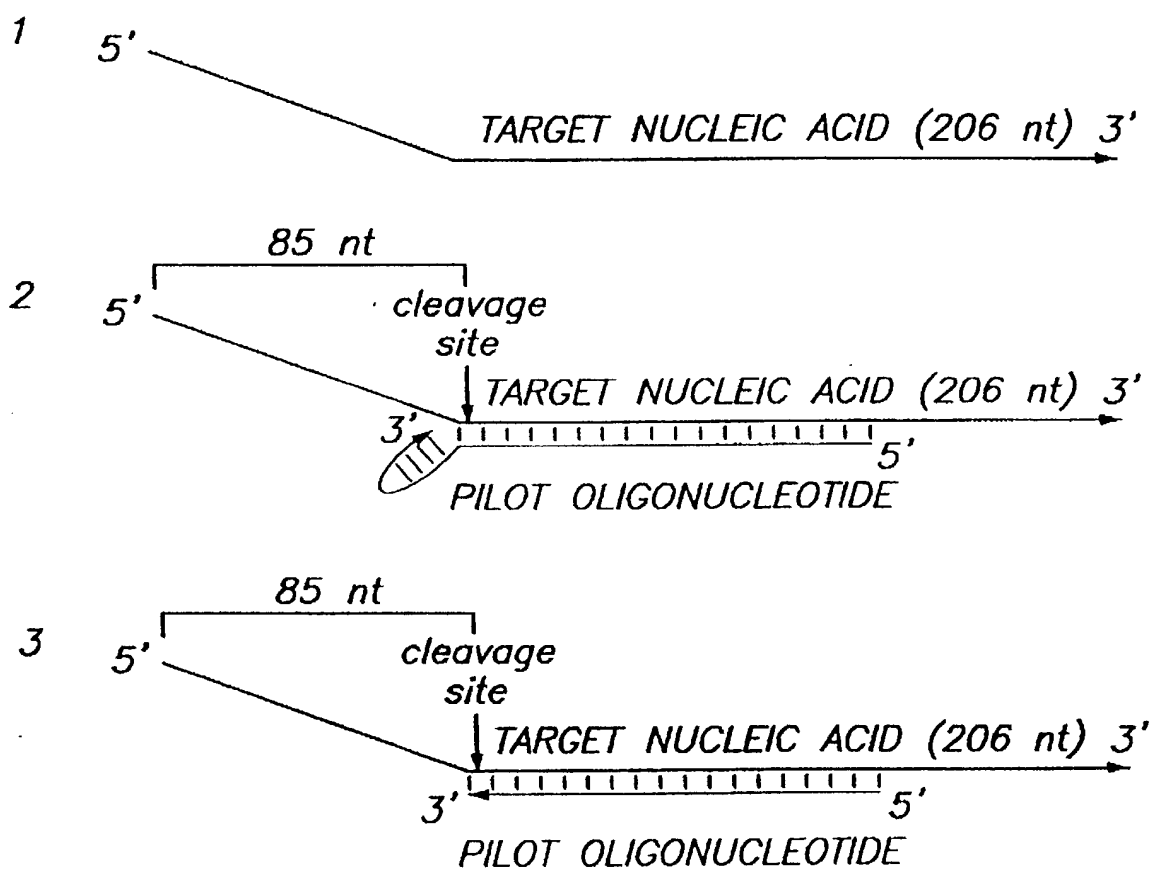 1
5'
TARGET NUCLEIC ACID (206 nt) 3'
85 nt
2
5'
cleavage
site
TARGET NUCLEIC ACID (206 nt) 3'
3'
5'
PILOT OLIGONUCLEOTIDE
85 nt
3
5'
cleavage
site
TARGET NUCLEIC ACID (206 nt) 3'
3'
5'
PILOT OLIGONUCLEOTIDE